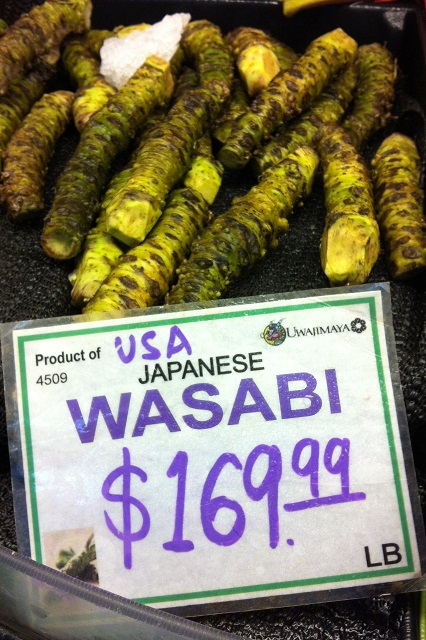 UWAJIMAYA
Product of USA
4509
JAPANESE
WASABI
$169.99
LB